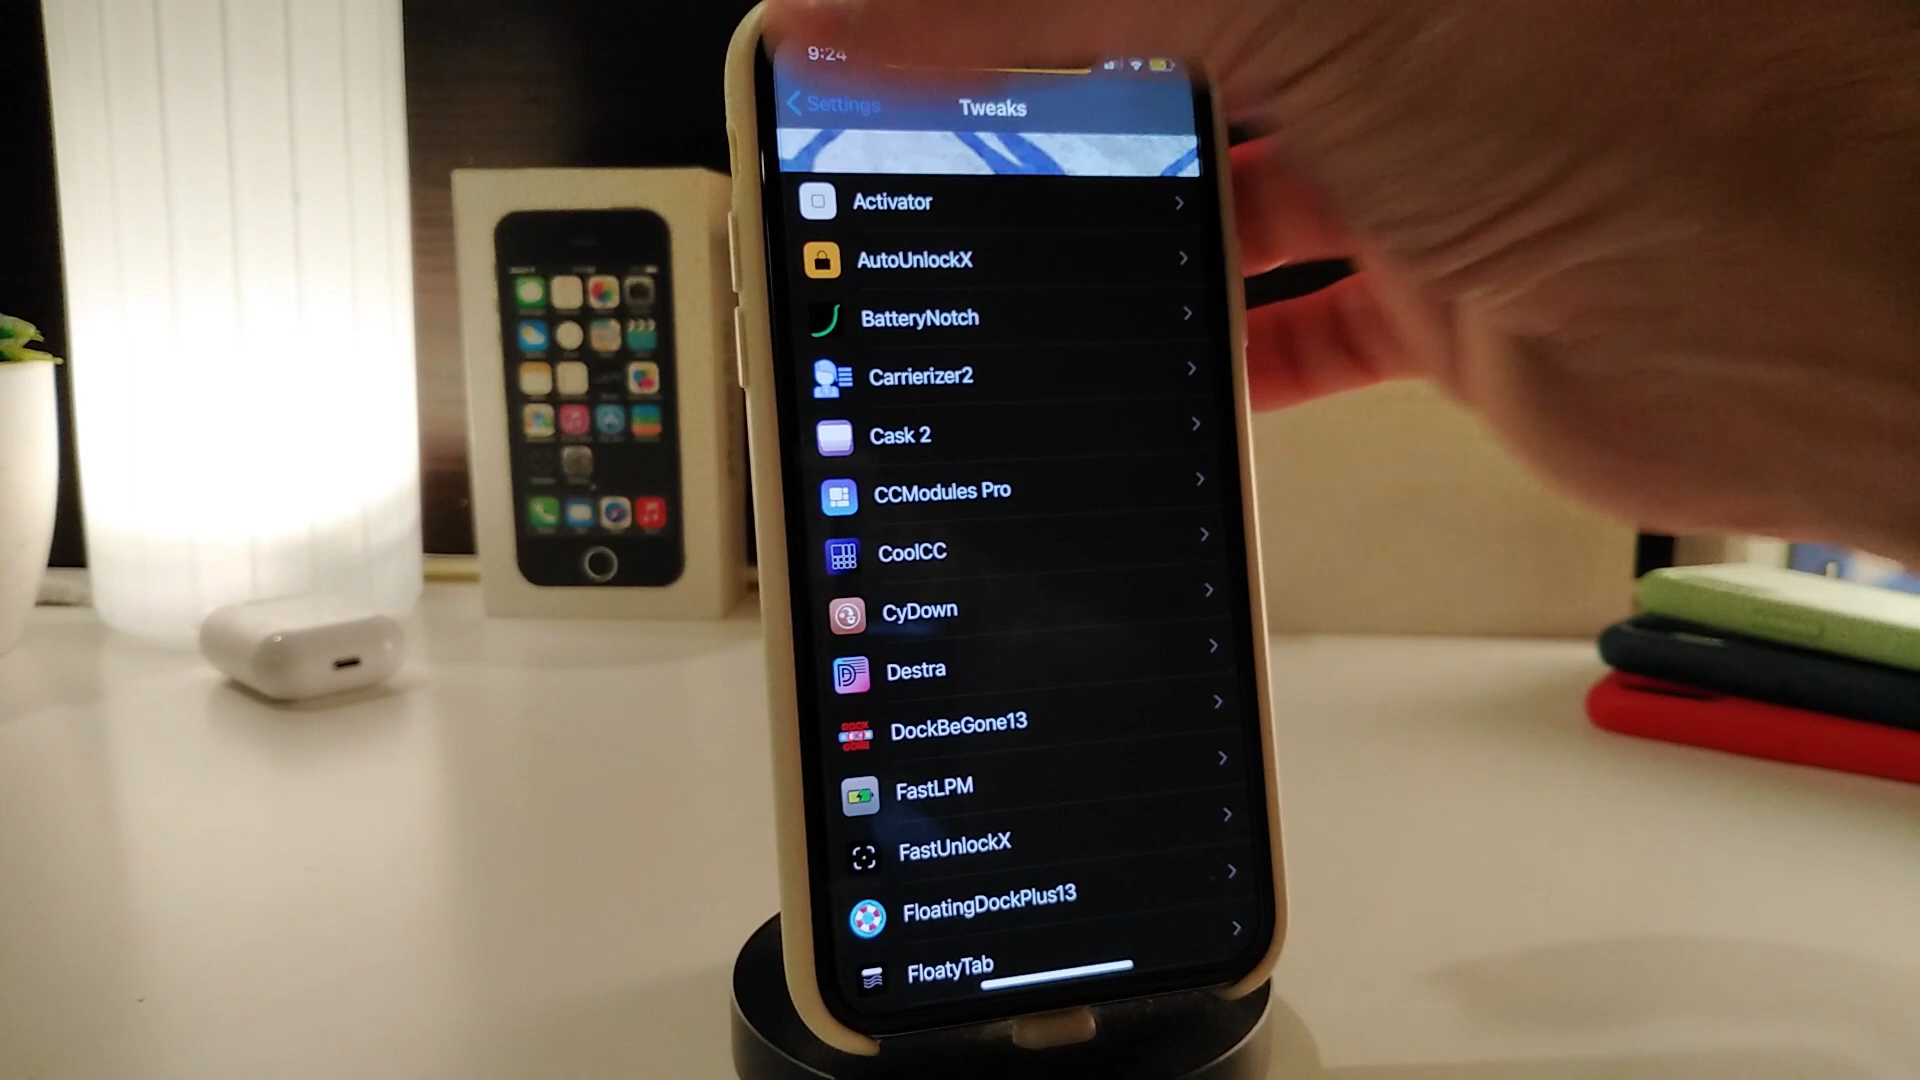 9:24
Settings
Tweaks
Activator
AutoUnlockX
BatteryNotch
Carrierizer2
Cask 2
CCModules Pro
CoolCC
CyDown
Destra
DockBeGone13
FastLPM
FastUnlockX
FloatingDockPlus13
FloatyTab